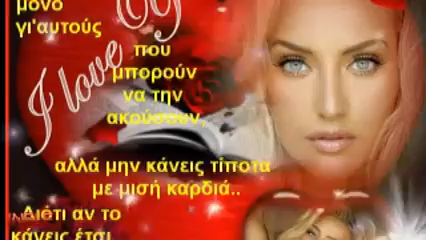 μόνο
γι'αυτούς
I love
που
μπορούν
να την
ακούσουν,
αλλά μην κάνεις τίποτα
με μισή καρδιά..
Διότι αν το
κάνεις έτσι